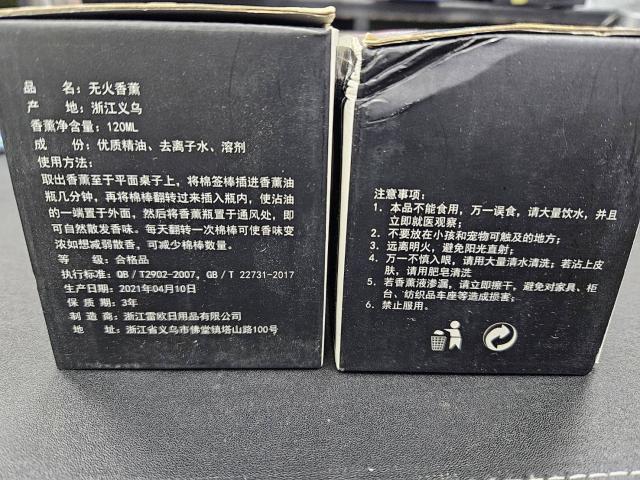 品 名：无火香薰
产 地：浙江义乌
香薰净含量：120ML
成 份：优质精油、去离子水、溶剂
使用方法：
取出香薰至于平面桌子上，将棉签棒插进香薰油
瓶几分钟，再将棉棒翻转过来插入瓶内，使沾油
的一端置于外面，然后将香薰瓶置于通风处，即
可自然散发香味。每天翻转一次棉棒可使香味变
浓如想减弱散香，可减少棉棒数量。
等 级：合格品
执行标准：QB/T2902-2007，GB/T 22731-2017
生产日期：2021年04月10日
保 质 期：3年
制 造 商：浙江雷欧日用品有限公司
地 址：浙江省义乌市佛堂镇塔山路100号
注意事项：
1、本品不能食用，万一误食，请大量饮水，并且
立即就医观察；
2、不要放在小孩和宠物可触及的地方；
3、远离明火，避免阳光直射；
4、万一不慎入眼，请用大量清水清洗；若沾上皮
肤，请用肥皂清洗
5、若香薰液渗漏，请立即擦干，避免对家具、柜
台、纺织品车座等造成损害；
6、禁止服用。